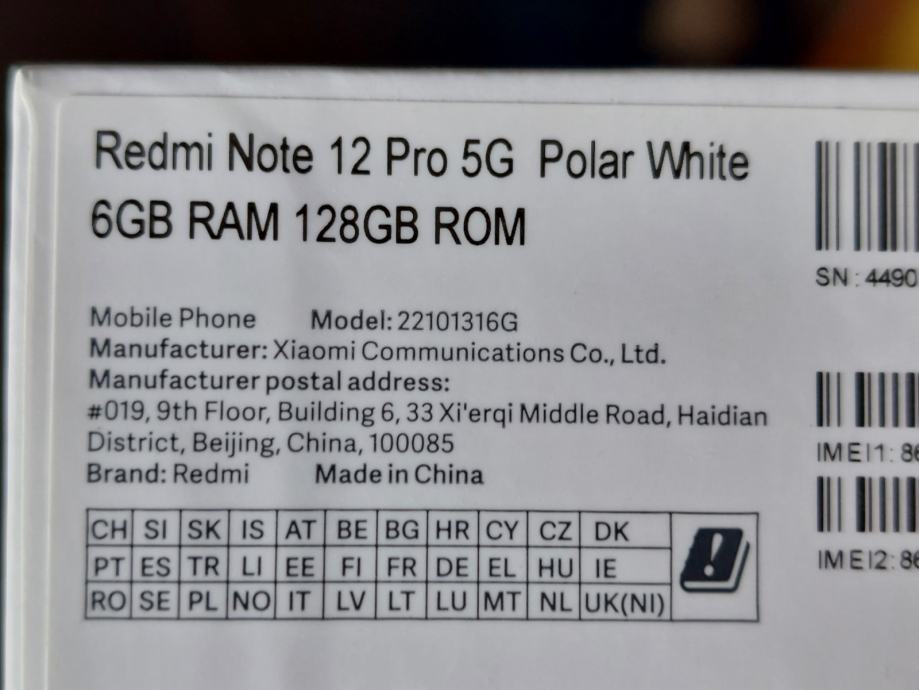 Redmi Note 12 Pro 5G Polar White
6GB RAM 128GB ROM
Mobile Phone Model: 22101316G
Manufacturer: Xiaomi Communications Co., Ltd.
Manufacturer postal address:
#019, 9th Floor, Building 6, 33 Xi'erqi Middle Road, Haidian
District, Beijing, China, 100085
Brand: Redmi Made in China
CH SI SK IS AT BE BG HR CY CZ DK
PT ES TR LI EE FI FR DE EL HU IE
RO SE PL NO IT LV LT LU MT NL UK(NI)
SN: 4490
IMEI1: 86
IMEI2: 86